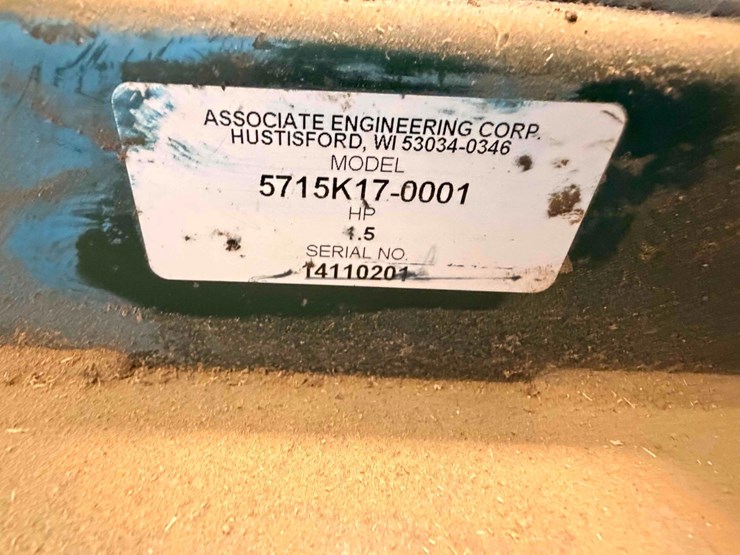 ASSOCIATE ENGINEERING CORP.
HUSTISFORD, WI 53034-0346
MODEL
5715K17-0001
HP
1.5
SERIAL NO.
14110201